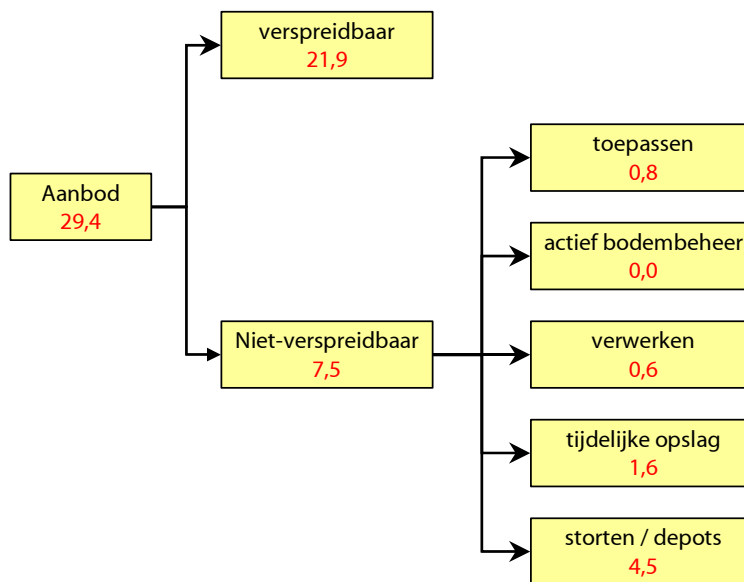 verspreidbaar
21,9
toepassen
0,8
Aanbod
29,4
actief bodembeheer
0,0
Niet-verspreidbaar
7,5
verwerken
0,6
tijdelijke opslag
1,6
storten / depots
4,5